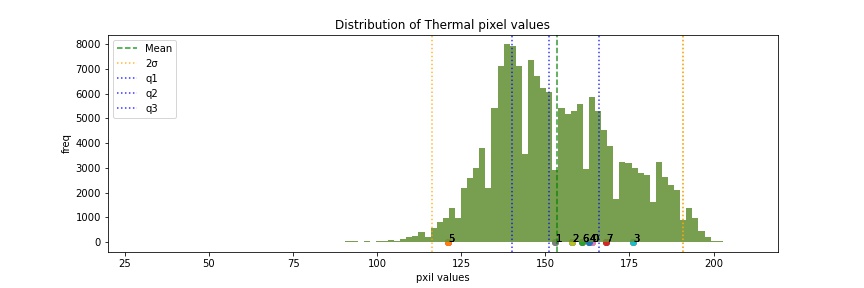 Distribution of Thermal pixel values
Mean
2σ
q1
q2
q3
8000
7000
6000
5000
4000
3000
2000
1000
0
freq
5 1 2 6 4 0 7 3
25 50 75 100 125 150 175 200
pxil values